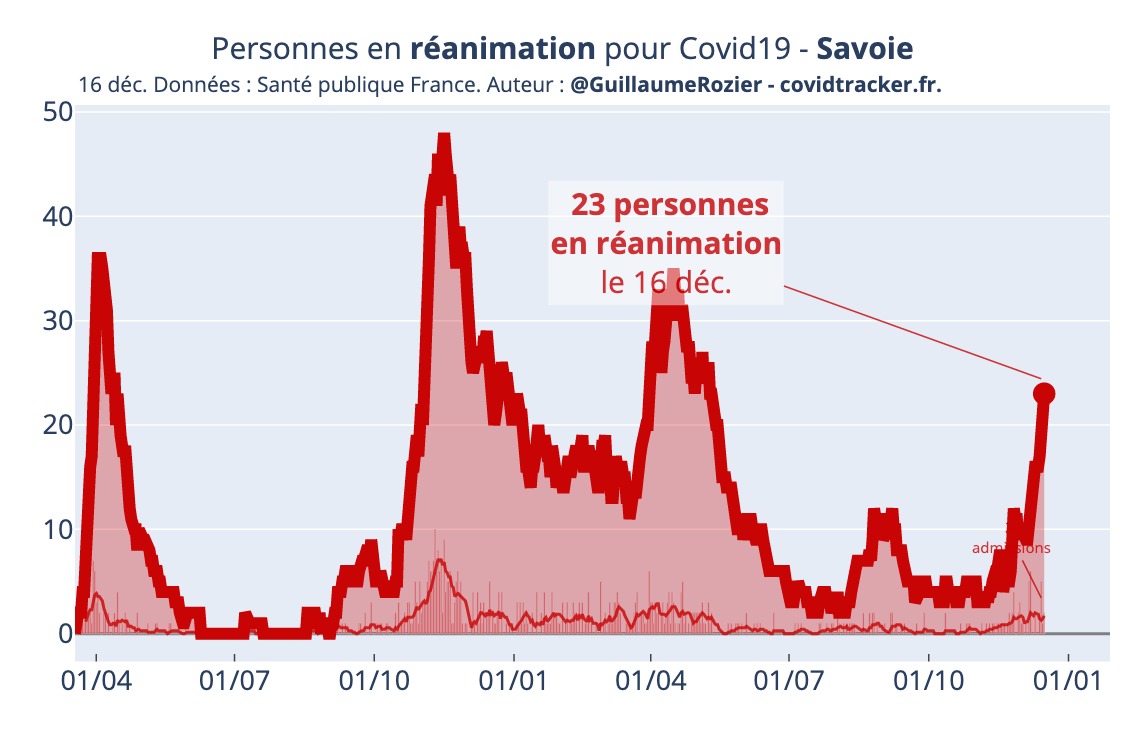 Personnes en réanimation pour Covid19 - Savoie
16 déc. Données : Santé publique France. Auteur : @GuillaumeRozier - covidtracker.fr.
50
40
30
20
10
0
23 personnes
en réanimation
le 16 déc.
admissions
01/04
01/07
01/10
01/01
01/04
01/07
01/10
01/01